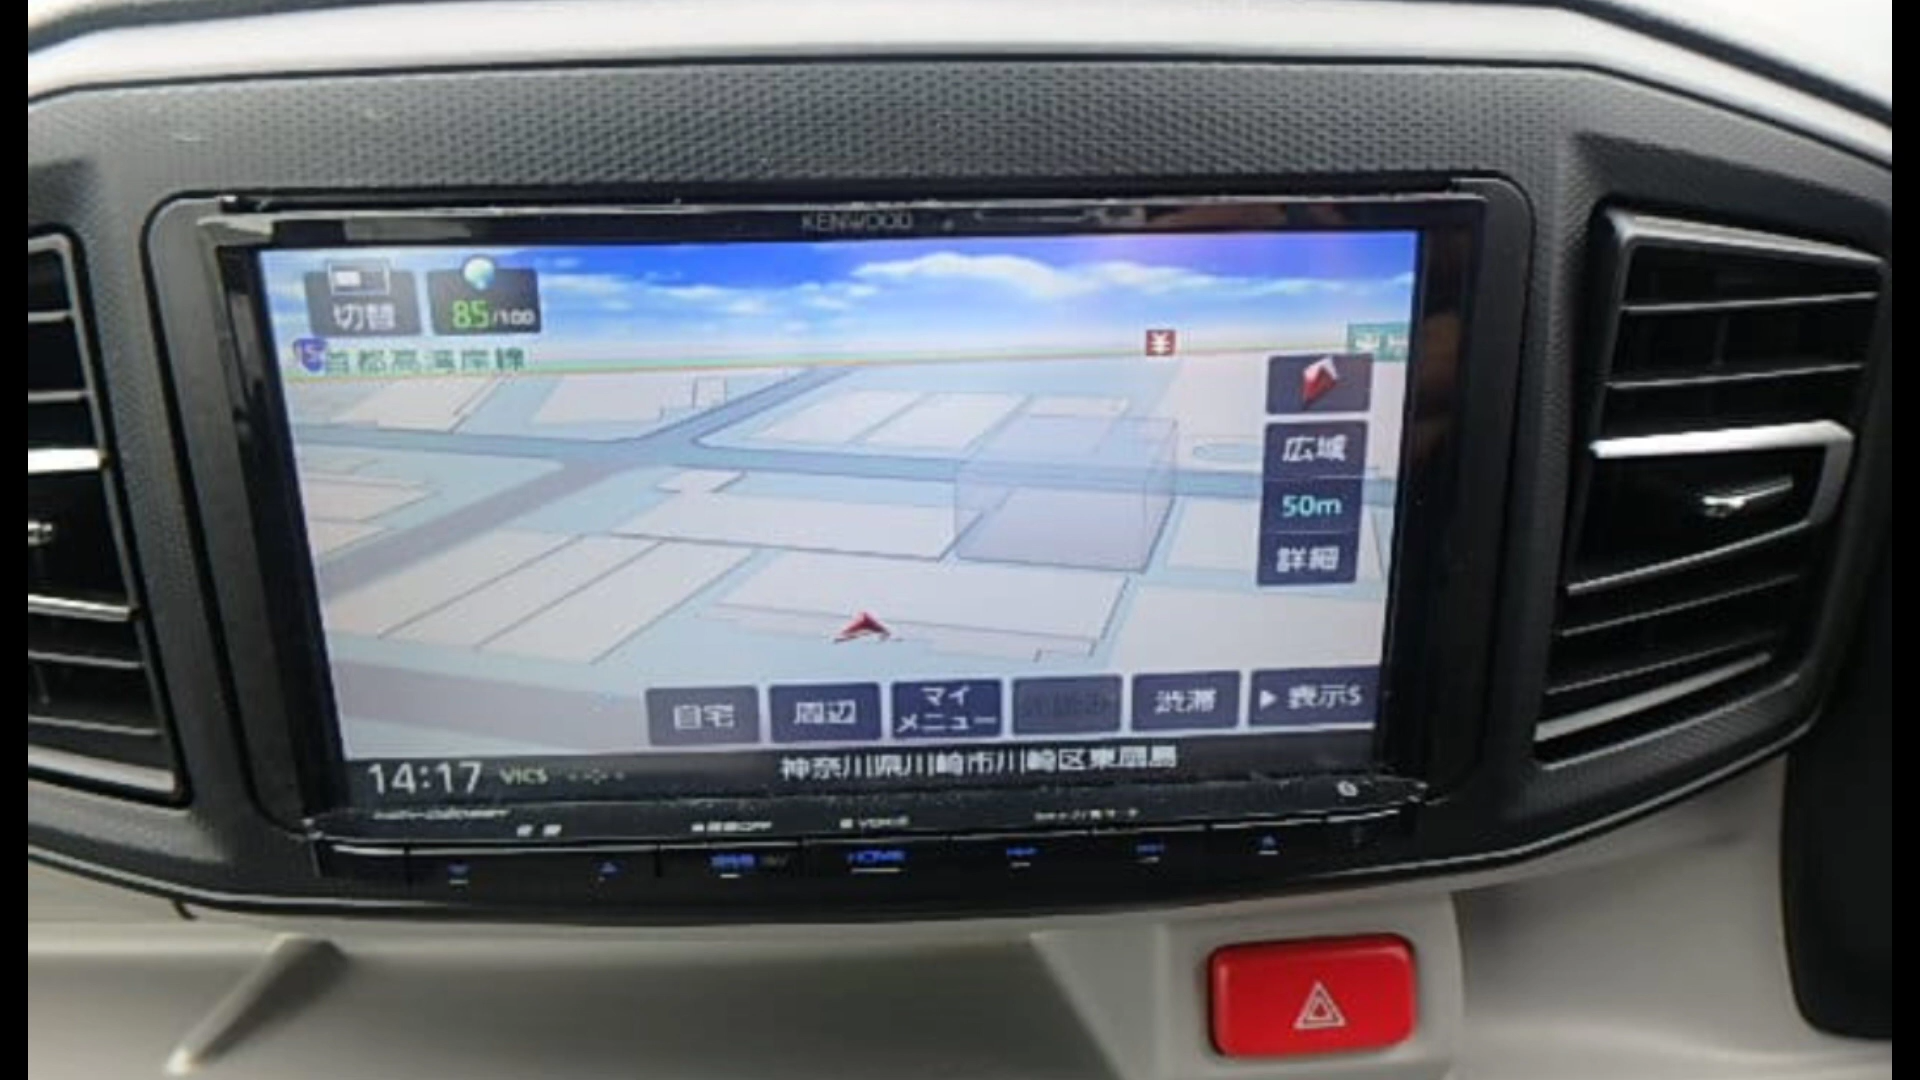 KENWOOD
切替
85/100
首都高湾岸線
広域
50m
詳細
自宅
周辺
マイ
メニュー
渋滞
▶ 表示S
14:17 VICS --:--
神奈川県川崎市川崎区東扇島
HOME